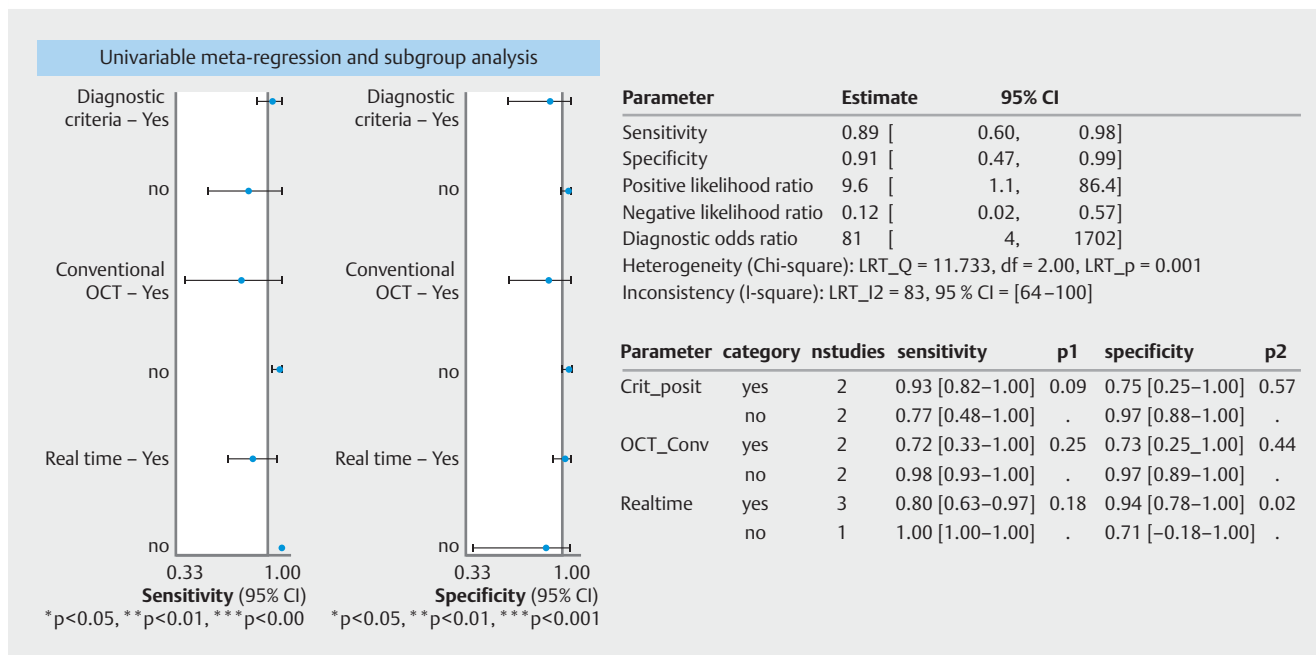 Univariable meta-regression and subgroup analysis
Diagnostic
criteria – Yes
no
Conventional
OCT – Yes
no
Real time – Yes
no
0.33 1.00
Sensitivity (95% CI)
*p<0.05, **p<0.01, ***p<0.00
Diagnostic
criteria – Yes
no
Conventional
OCT – Yes
no
Real time – Yes
no
0.33 1.00
Specificity (95% CI)
*p<0.05, **p<0.01, ***p<0.001
Parameter Estimate 95% CI
Sensitivity 0.89 [ 0.60, 0.98]
Specificity 0.91 [ 0.47, 0.99]
Positive likelihood ratio 9.6 [ 1.1, 86.4]
Negative likelihood ratio 0.12 [ 0.02, 0.57]
Diagnostic odds ratio 81 [ 4, 1702]
Heterogeneity (Chi-square): LRT_Q = 11.733, df = 2.00, LRT_p = 0.001
Inconsistency (I-square): LRT_I2 = 83, 95 % CI = [64–100]
Parameter category nstudies sensitivity p1 specificity p2
Crit_posit yes 2 0.93 [0.82–1.00] 0.09 0.75 [0.25–1.00] 0.57
no 2 0.77 [0.48–1.00] . 0.97 [0.88–1.00] .
OCT_Conv yes 2 0.72 [0.33–1.00] 0.25 0.73 [0.25_1.00] 0.44
no 2 0.98 [0.93–1.00] . 0.97 [0.89–1.00] .
Realtime yes 3 0.80 [0.63–0.97] 0.18 0.94 [0.78–1.00] 0.02
no 1 1.00 [1.00–1.00] . 0.71 [–0.18–1.00] .